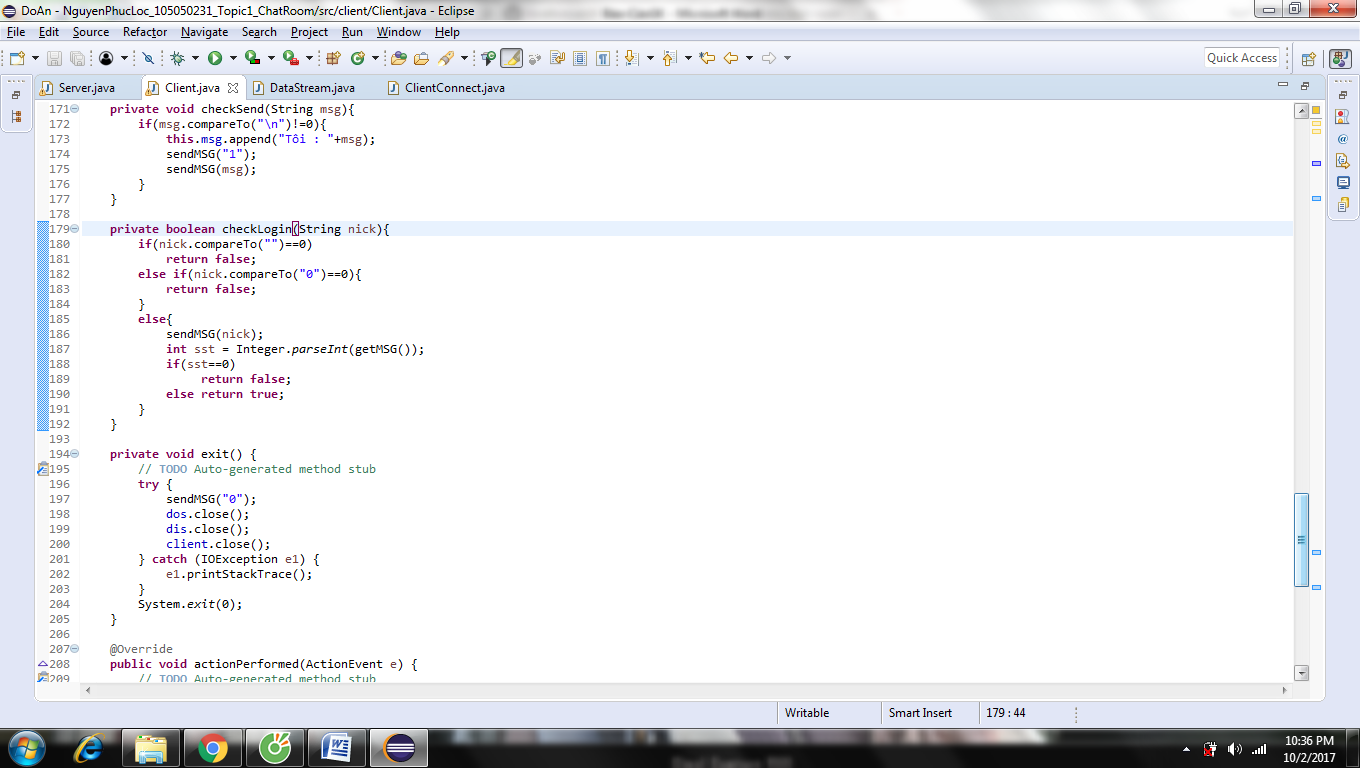 DoAn - NguyenPhucLoc_105050231_Topic1_ChatRoom/src/client/Client.java - Eclipse
File Edit Source Refactor Navigate Search Project Run Window Help
Quick Access
Server.java Client.java DataStream.java ClientConnect.java
171 private void checkSend(String msg){
172 if(msg.compareTo("\n")!=0){
173 this.msg.append("Tôi : "+msg);
174 sendMSG("1");
175 sendMSG(msg);
176 }
177 }
178
179 private boolean checkLogin(String nick){
180 if(nick.compareTo("")==0)
181 return false;
182 else if(nick.compareTo("0")==0){
183 return false;
184 }
185 else{
186 sendMSG(nick);
187 int sst = Integer.parseInt(getMSG());
188 if(sst==0)
189 return false;
190 else return true;
191 }
192 }
193
194 private void exit() {
195 // TODO Auto-generated method stub
196 try {
197 sendMSG("0");
198 dos.close();
199 dis.close();
200 client.close();
201 } catch (IOException e1) {
202 e1.printStackTrace();
203 }
204 System.exit(0);
205 }
206
207 @Override
208 public void actionPerformed(ActionEvent e) {
209 // TODO Auto-generated method stub
Writable Smart Insert 179 : 44
10:36 PM
10/2/2017